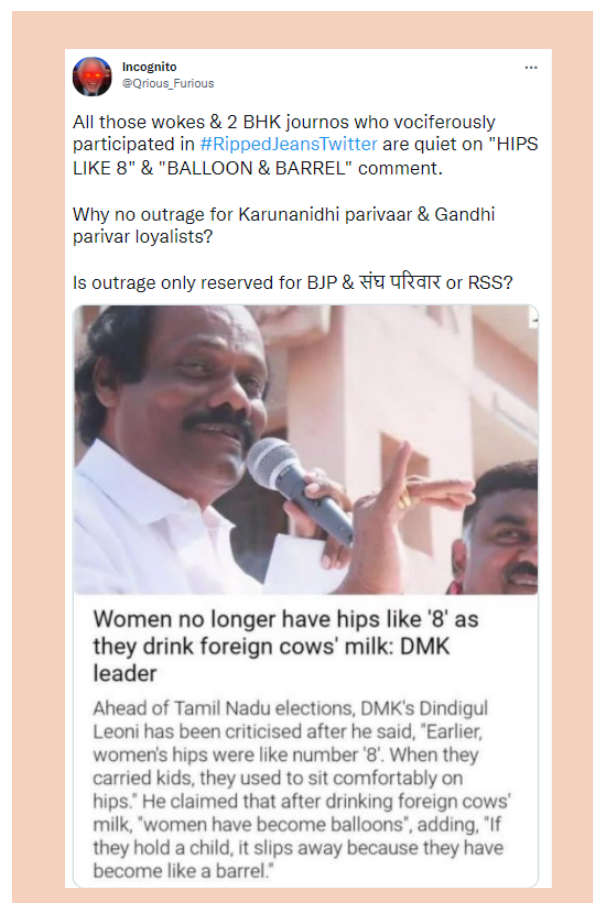 Incognito
@Qrious_Furious
All those wokes & 2 BHK journos who vociferously
participated in #RippedJeansTwitter are quiet on "HIPS
LIKE 8" & "BALLOON & BARREL" comment.
Why no outrage for Karunanidhi parivaar & Gandhi
parivar loyalists?
Is outrage only reserved for BJP & संघ परिवार or RSS?
Women no longer have hips like '8' as
they drink foreign cows' milk: DMK
leader
Ahead of Tamil Nadu elections, DMK's Dindigul
Leoni has been criticised after he said, "Earlier,
women's hips were like number '8'. When they
carried kids, they used to sit comfortably on
hips." He claimed that after drinking foreign cows'
milk, "women have become balloons", adding, "If
they hold a child, it slips away because they have
become like a barrel."